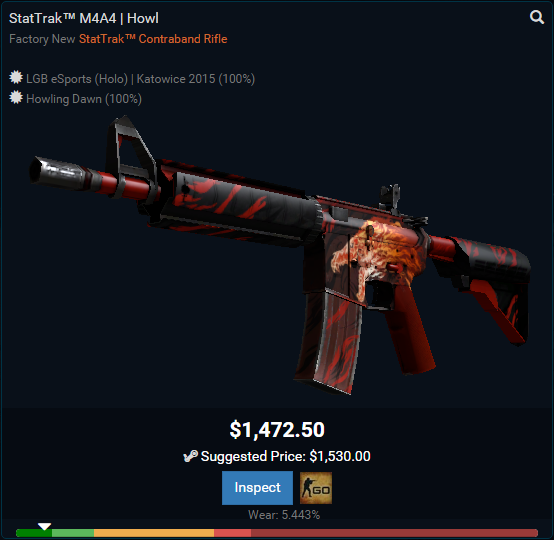 StatTrak™ M4A4 | Howl
Factory New StatTrak™ Contraband Rifle
LGB eSports (Holo) | Katowice 2015 (100%)
Howling Dawn (100%)
$1,472.50
Suggested Price: $1,530.00
Inspect
GO
Wear: 5.443%